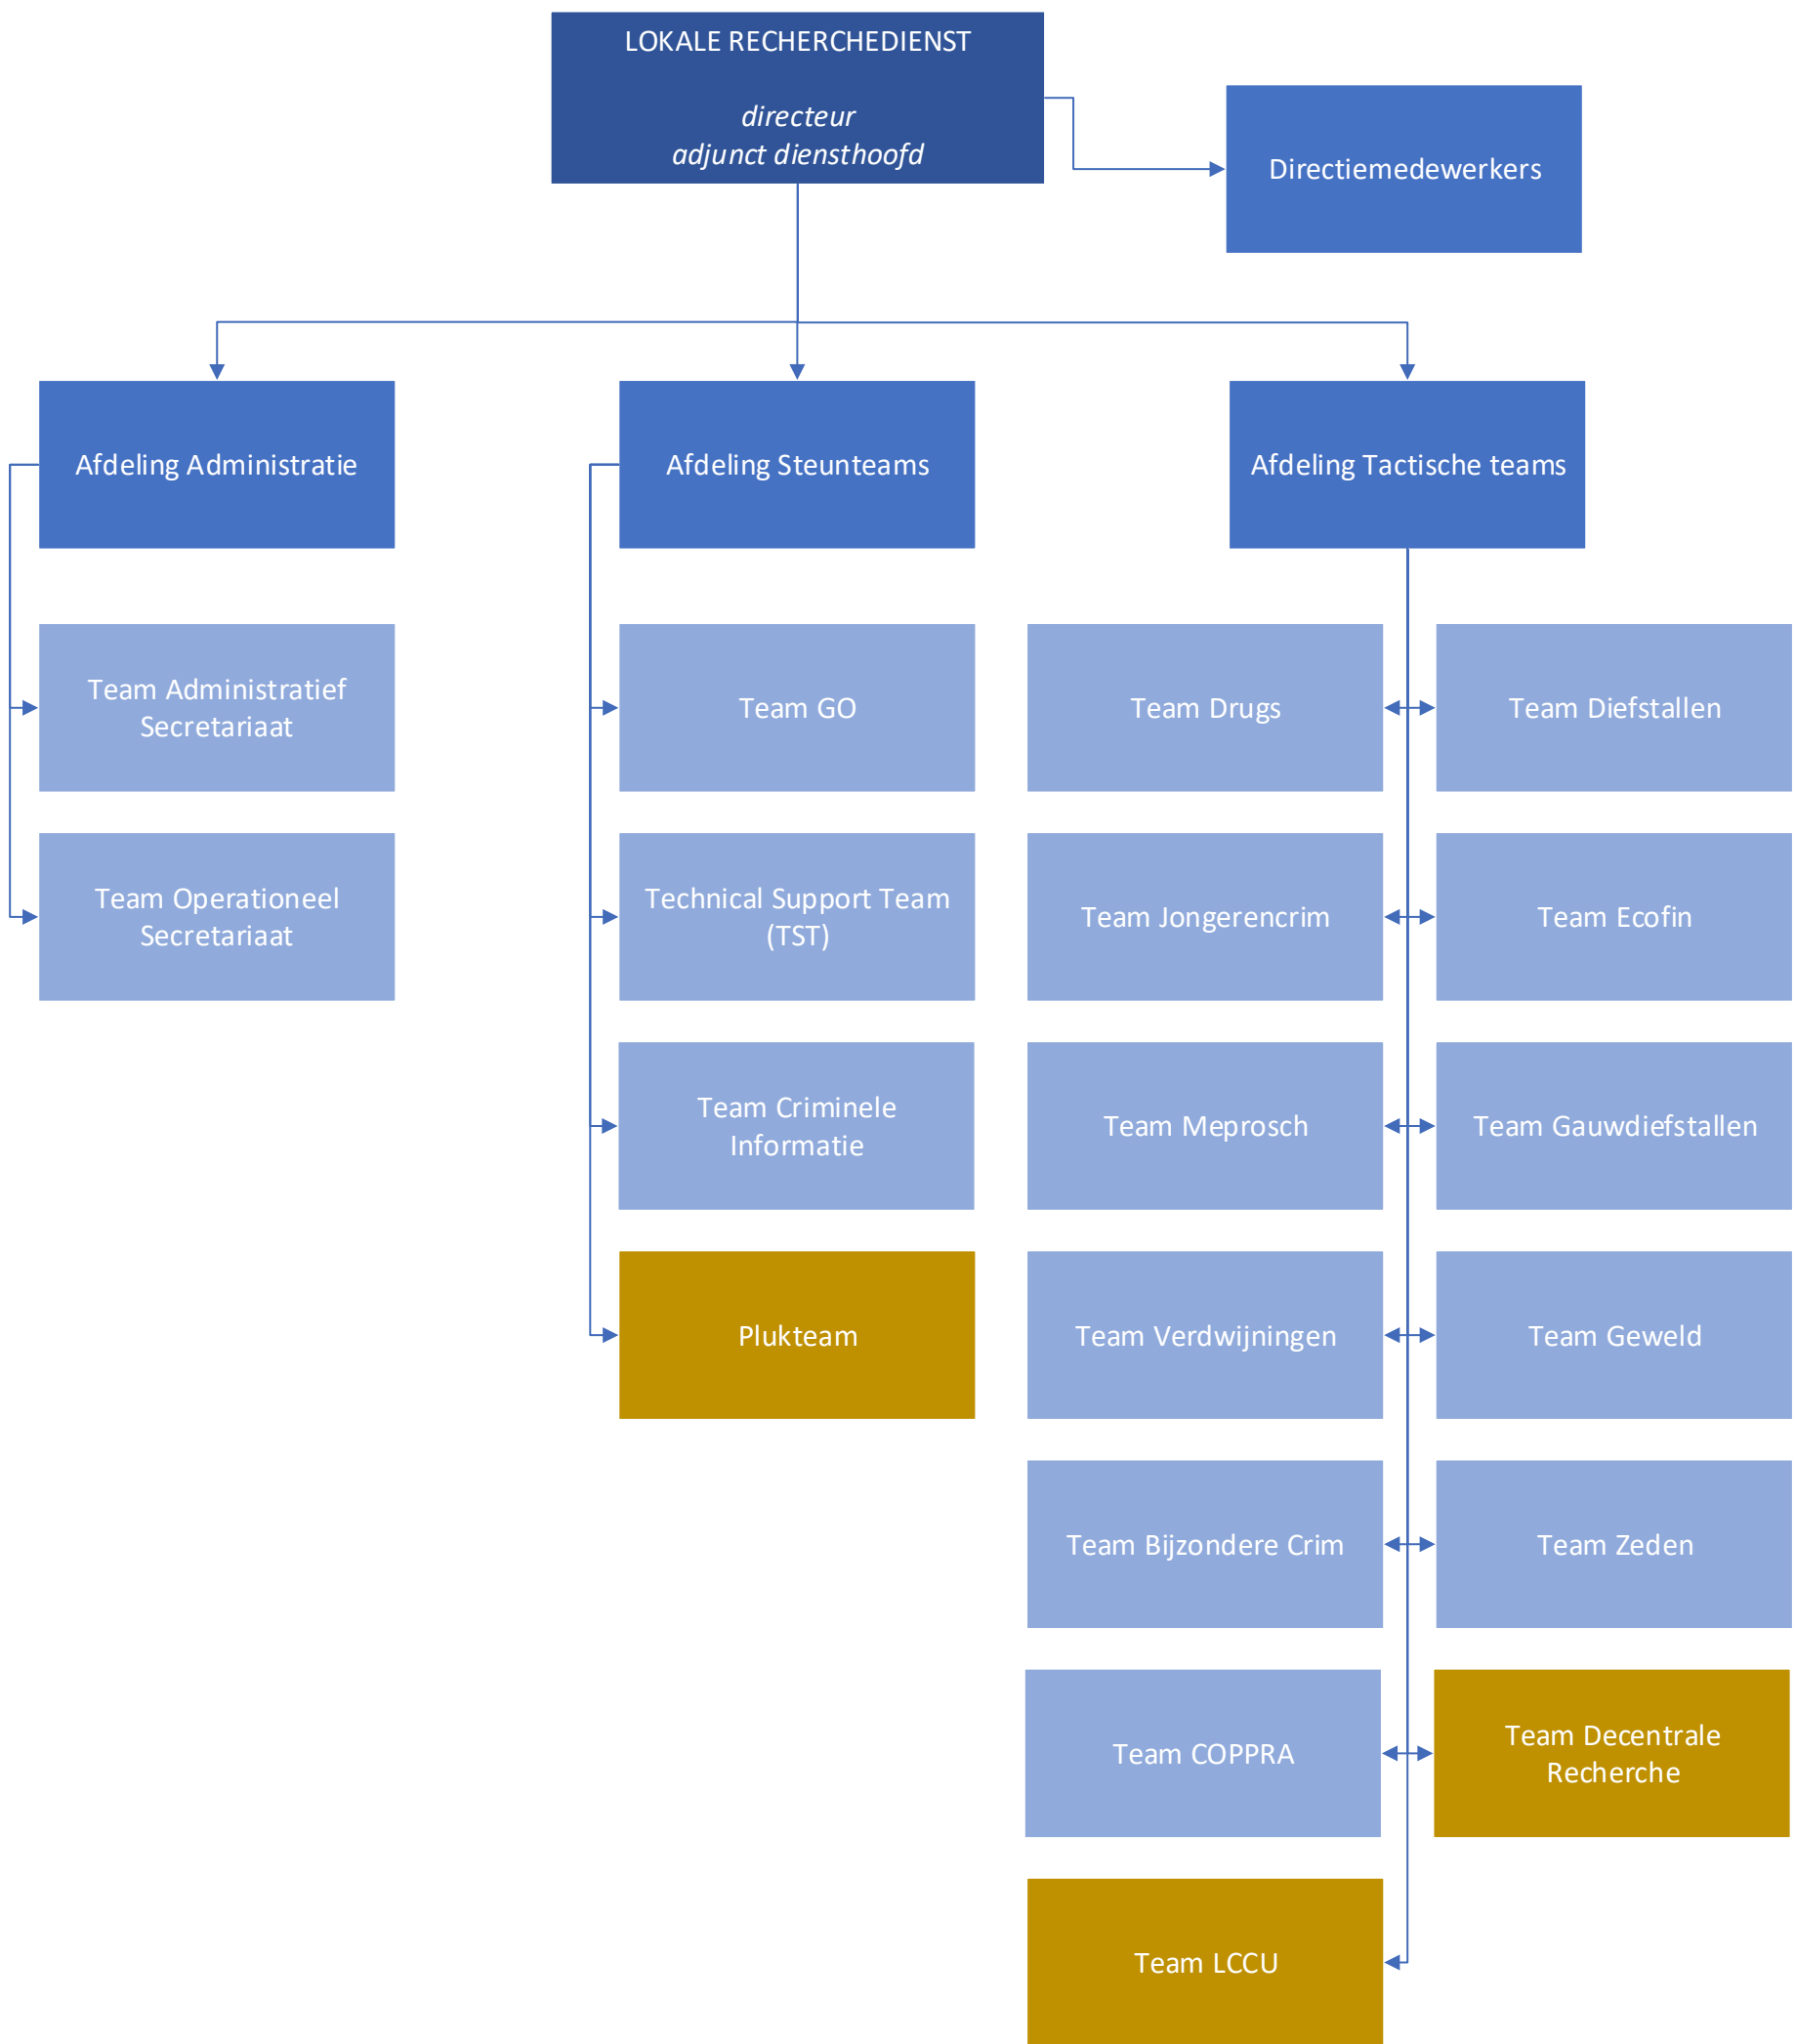 LOKALE RECHERCHEDIENST
directeur
adjunct diensthoofd
Directiemedewerkers
Afdeling Administratie
Afdeling Steunteams
Afdeling Tactische teams
Team Administratief
Secretariaat
Team GO
Team Drugs
Team Diefstallen
Team Operationeel
Secretariaat
Technical Support Team
(TST)
Team Jongerencrim
Team Ecofin
Team Criminele
Informatie
Team Meprosch
Team Gauwdiefstallen
Plukteam
Team Verdwijningen
Team Geweld
Team Bijzondere Crim
Team Zeden
Team COPPRA
Team Decentrale
Recherche
Team LCCU